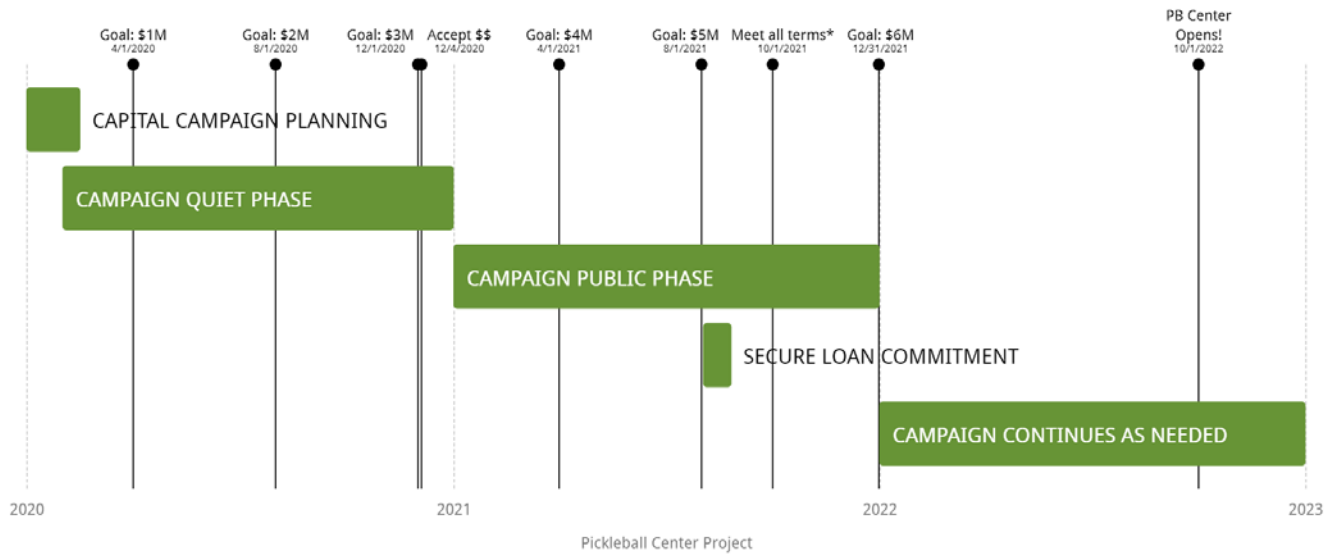 PB Center
Goal: $1M Goal: $2M Goal: $3M Accept $$ Goal: $4M Goal: $5M Meet all terms* Goal: $6M Opens!
4/1/2020 8/1/2020 12/1/2020 12/4/2020 4/1/2021 8/1/2021 10/1/2021 12/31/2021 10/1/2022
CAPITAL CAMPAIGN PLANNING
CAMPAIGN QUIET PHASE
CAMPAIGN PUBLIC PHASE
SECURE LOAN COMMITMENT
CAMPAIGN CONTINUES AS NEEDED
2020 2021 2022 2023
Pickleball Center Project